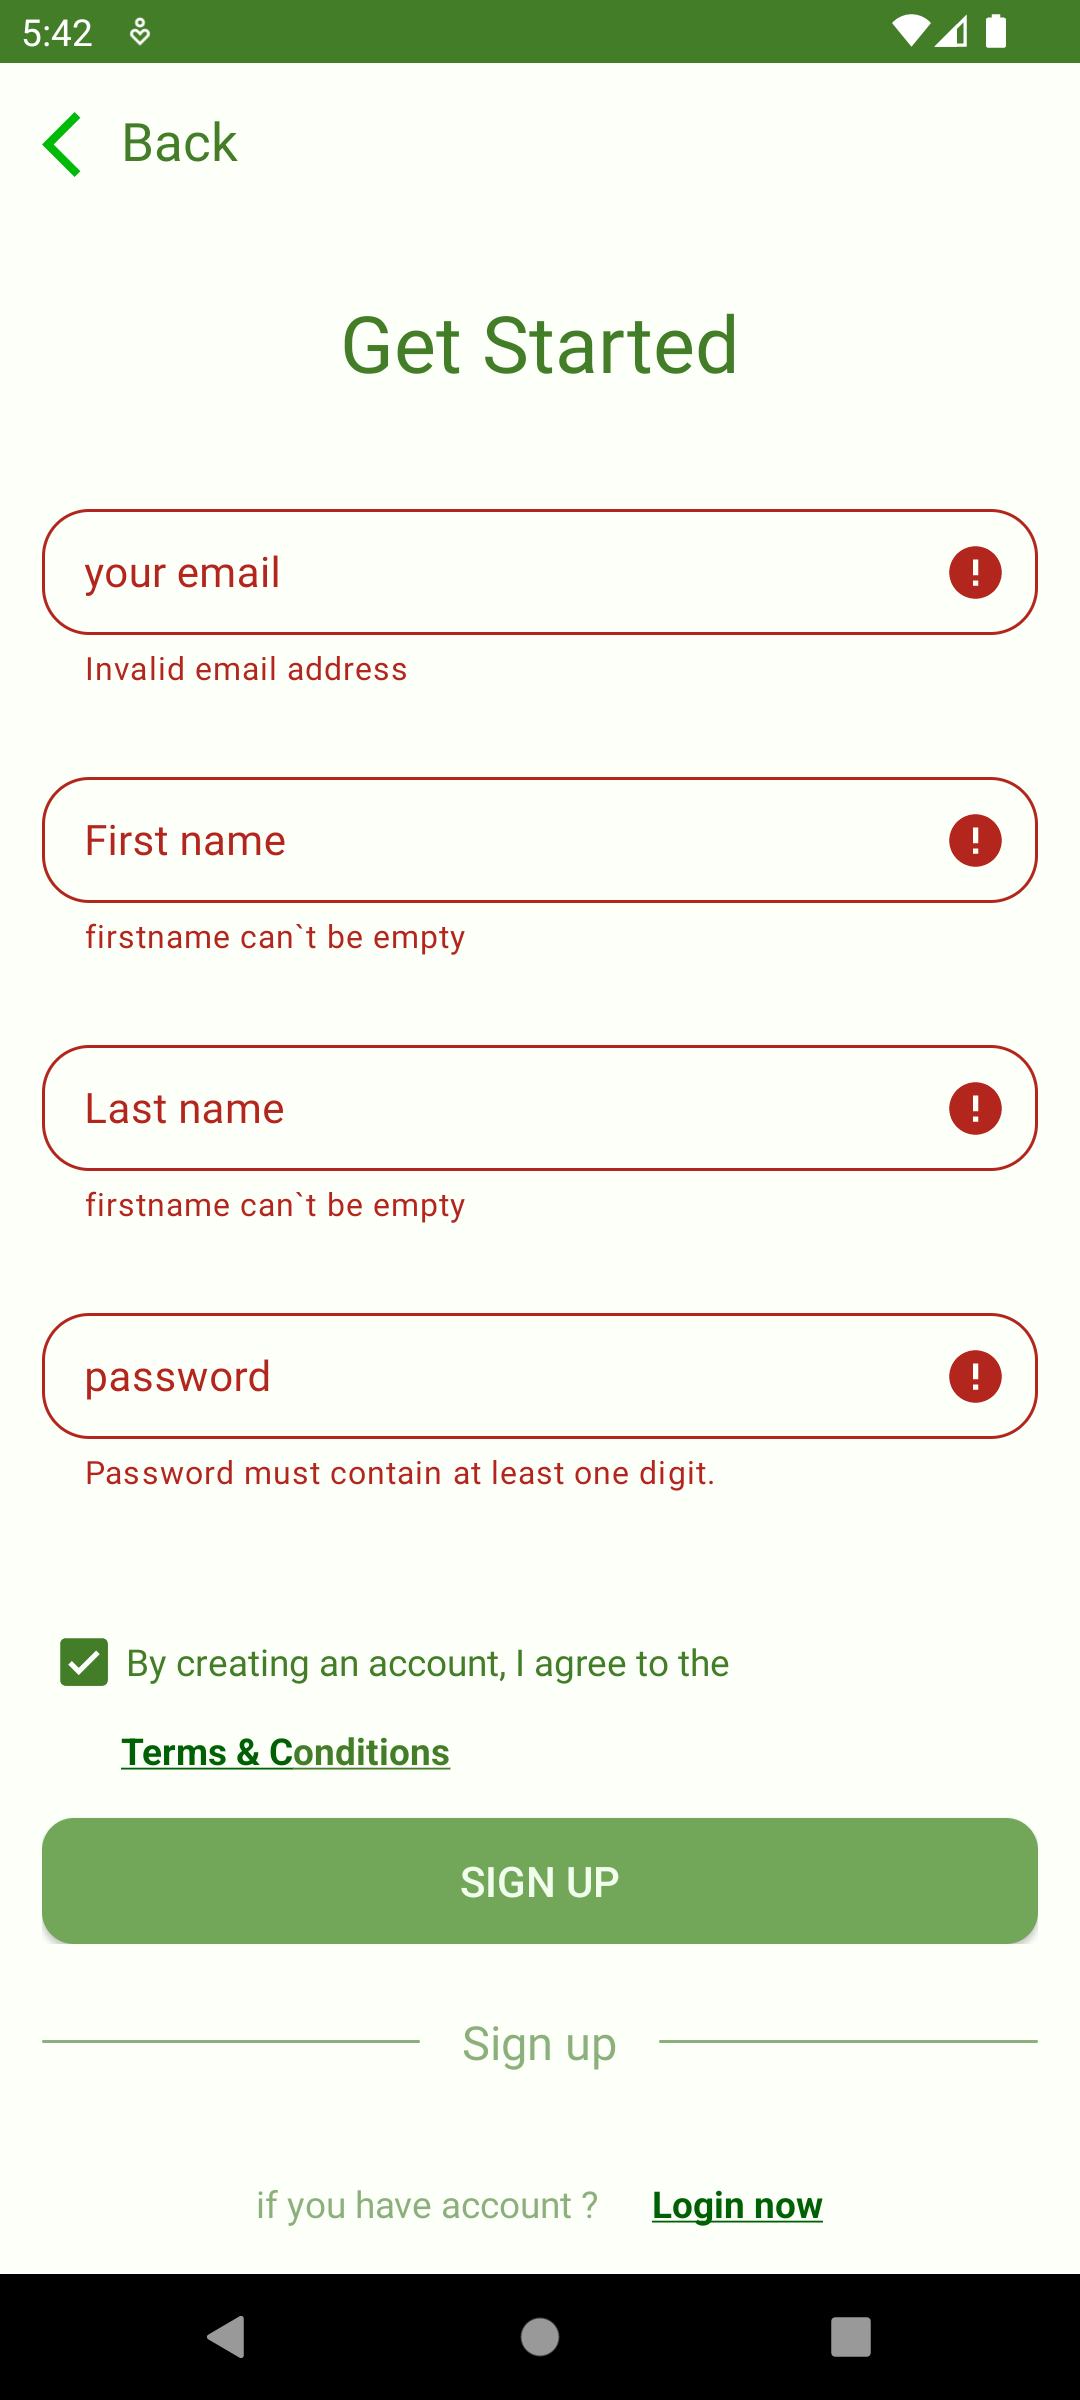 5:42
Back
Get Started
your email
Invalid email address
First name
firstname can`t be empty
Last name
firstname can`t be empty
password
Password must contain at least one digit.
By creating an account, I agree to the
Terms & Conditions
SIGN UP
Sign up
if you have account ? Login now